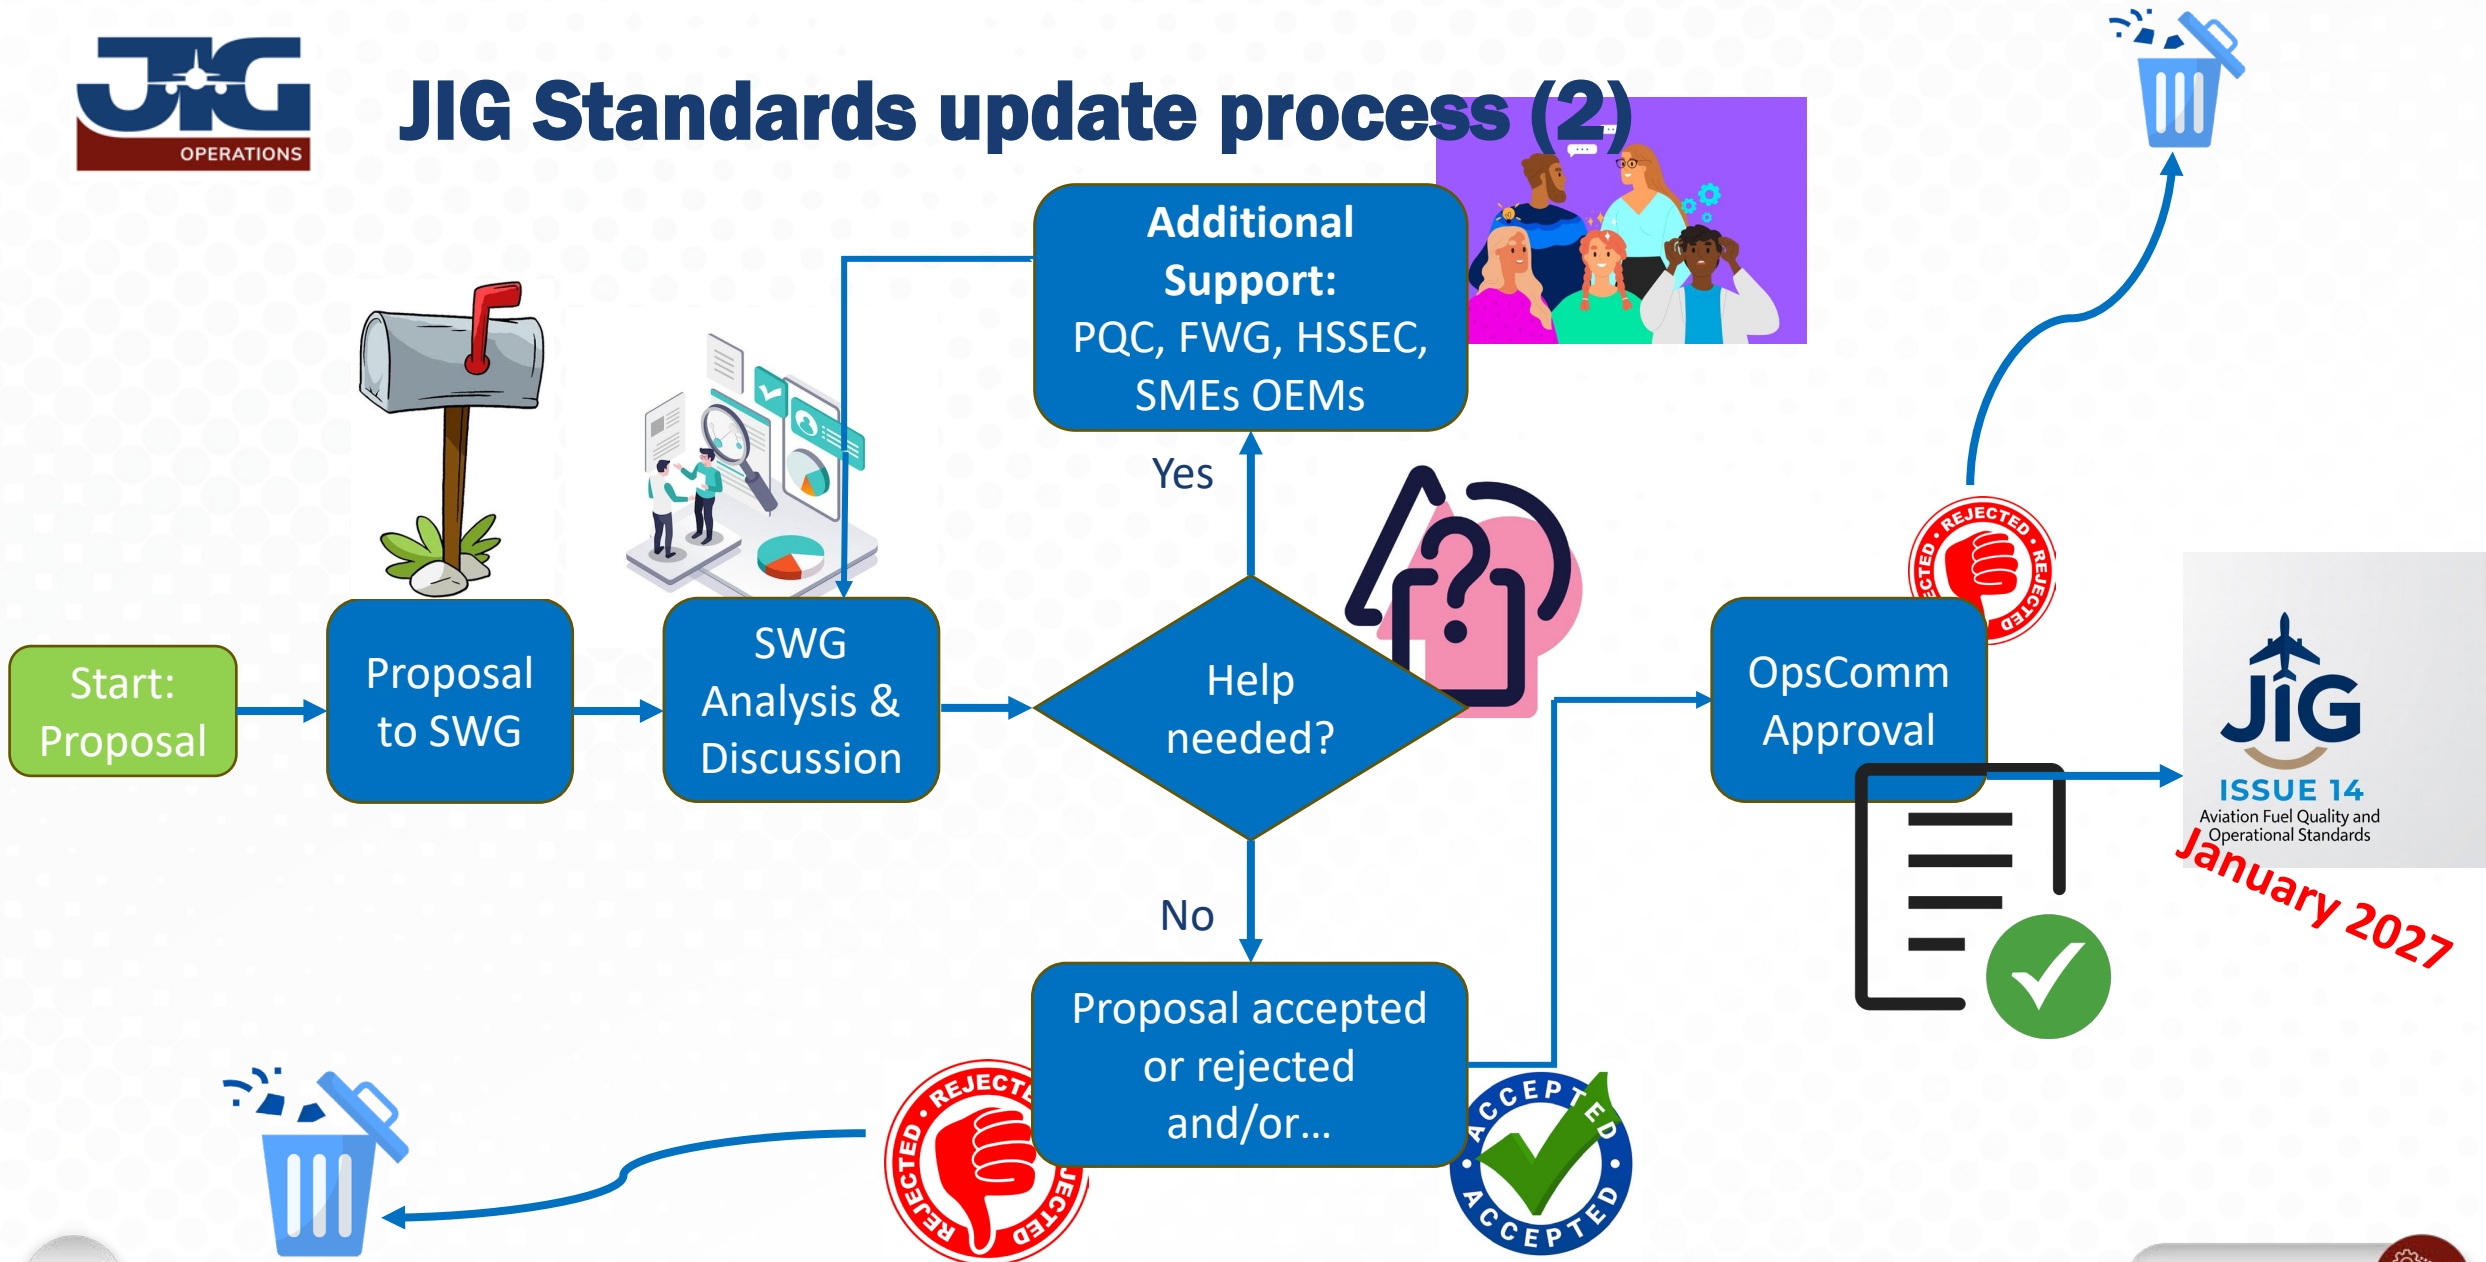 JIG
OPERATIONS
JIG Standards update process (2)
Additional
Support:
PQC, FWG, HSSEC,
SMEs OEMs
Yes
Start:
Proposal
Proposal
to SWG
SWG
Analysis &
Discussion
Help
needed?
No
Proposal accepted
or rejected
and/or...
REJECTED • REJECTED
ACCEPTED • ACCEPTED
OpsComm
Approval
REJECTED • REJECTED
JIG
ISSUE 14
Aviation Fuel Quality and
Operational Standards
January 2027